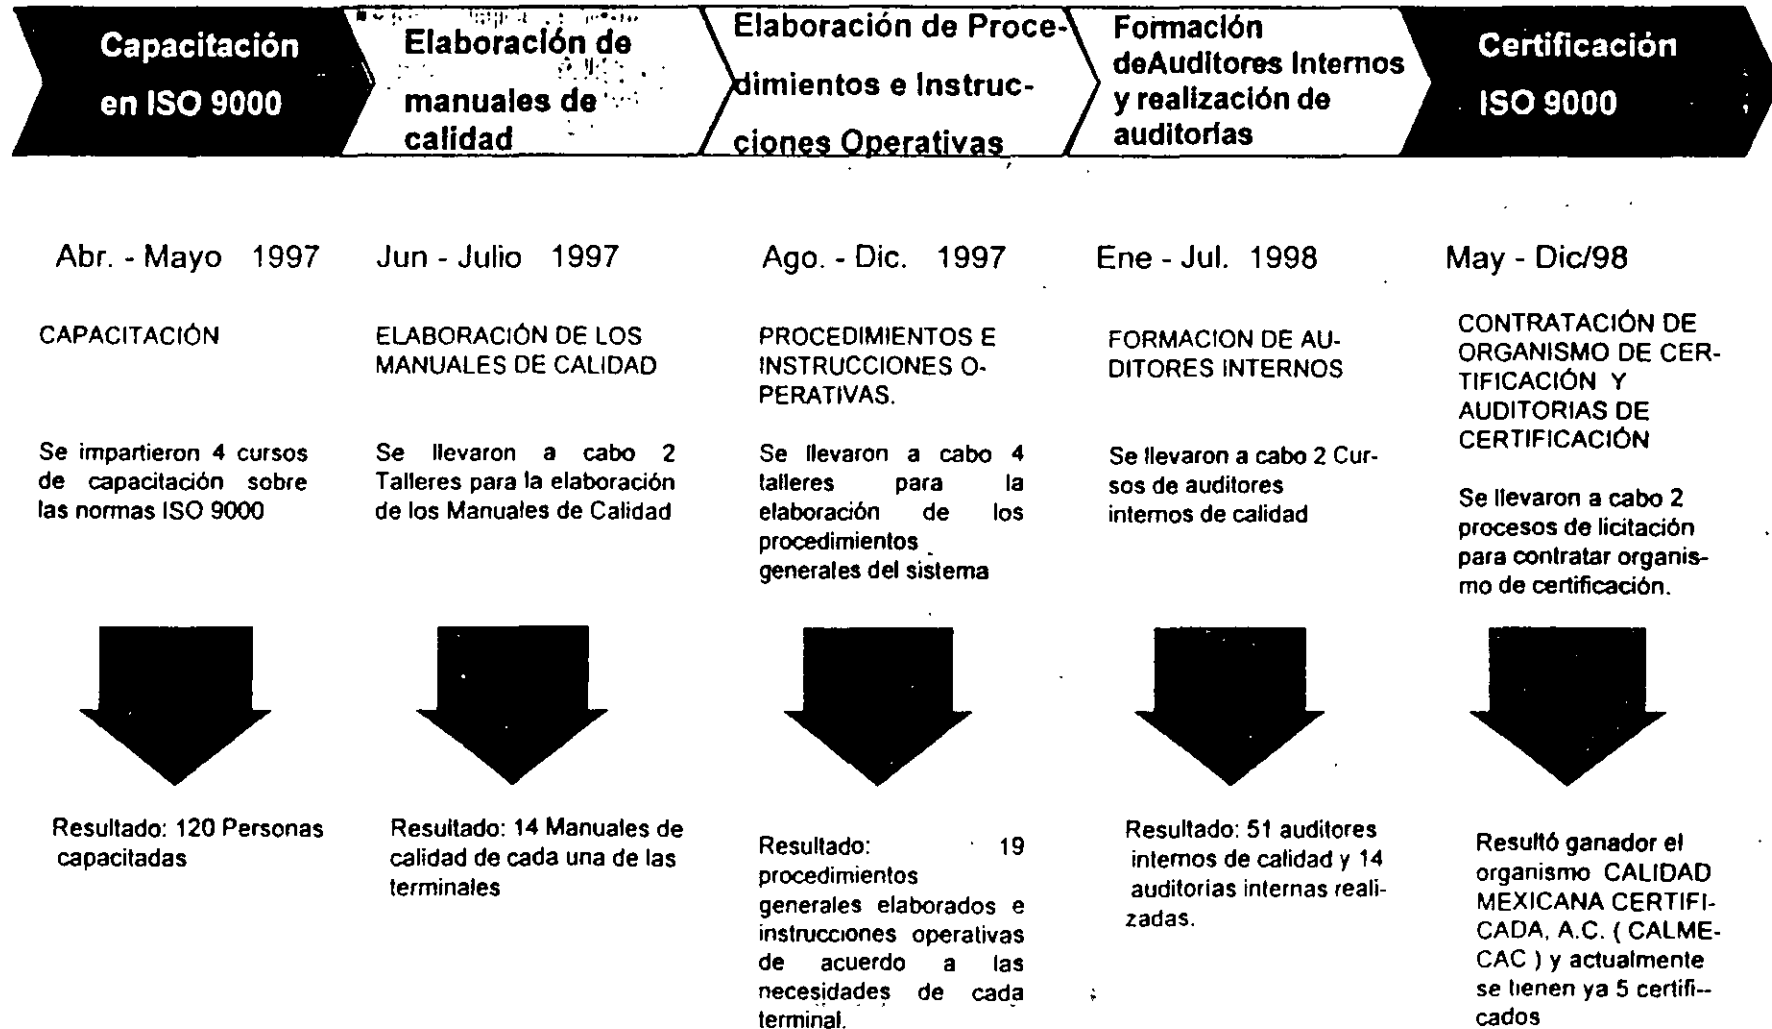 Capacitación
en ISO 9000
Elaboración de
manuales de
calidad
Elaboración de Proce-
dimientos e Instruc-
ciones Operativas
Formación
deAuditores Internos
y realización de
auditorías
Certificación
ISO 9000
Abr. - Mayo 1997
CAPACITACIÓN
Se impartieron 4 cursos
de capacitación sobre
las normas ISO 9000
Resultado: 120 Personas
capacitadas
Jun - Julio 1997
ELABORACIÓN DE LOS
MANUALES DE CALIDAD
Se llevaron a cabo 2
Talleres para la elaboración
de los Manuales de Calidad
Resultado: 14 Manuales de
calidad de cada una de las
terminales
Ago. - Dic. 1997
PROCEDIMIENTOS E
INSTRUCCIONES O-
PERATIVAS.
Se llevaron a cabo 4
talleres para la
elaboración de los
procedimientos
generales del sistema
Resultado: 19
procedimientos
generales elaborados e
instrucciones operativas
de acuerdo a las
necesidades de cada
terminal.
Ene - Jul. 1998
FORMACION DE AU-
DITORES INTERNOS
Se llevaron a cabo 2 Cur-
sos de auditores
internos de calidad
Resultado: 51 auditores
internos de calidad y 14
auditorias internas reali-
zadas.
May - Dic/98
CONTRATACIÓN DE
ORGANISMO DE CER-
TIFICACIÓN Y
AUDITORIAS DE
CERTIFICACIÓN
Se llevaron a cabo 2
procesos de licitación
para contratar organis-
mo de certificación.
Resultó ganador el
organismo CALIDAD
MEXICANA CERTIFI-
CADA, A.C. ( CALME-
CAC ) y actualmente
se tienen ya 5 certifi--
cados